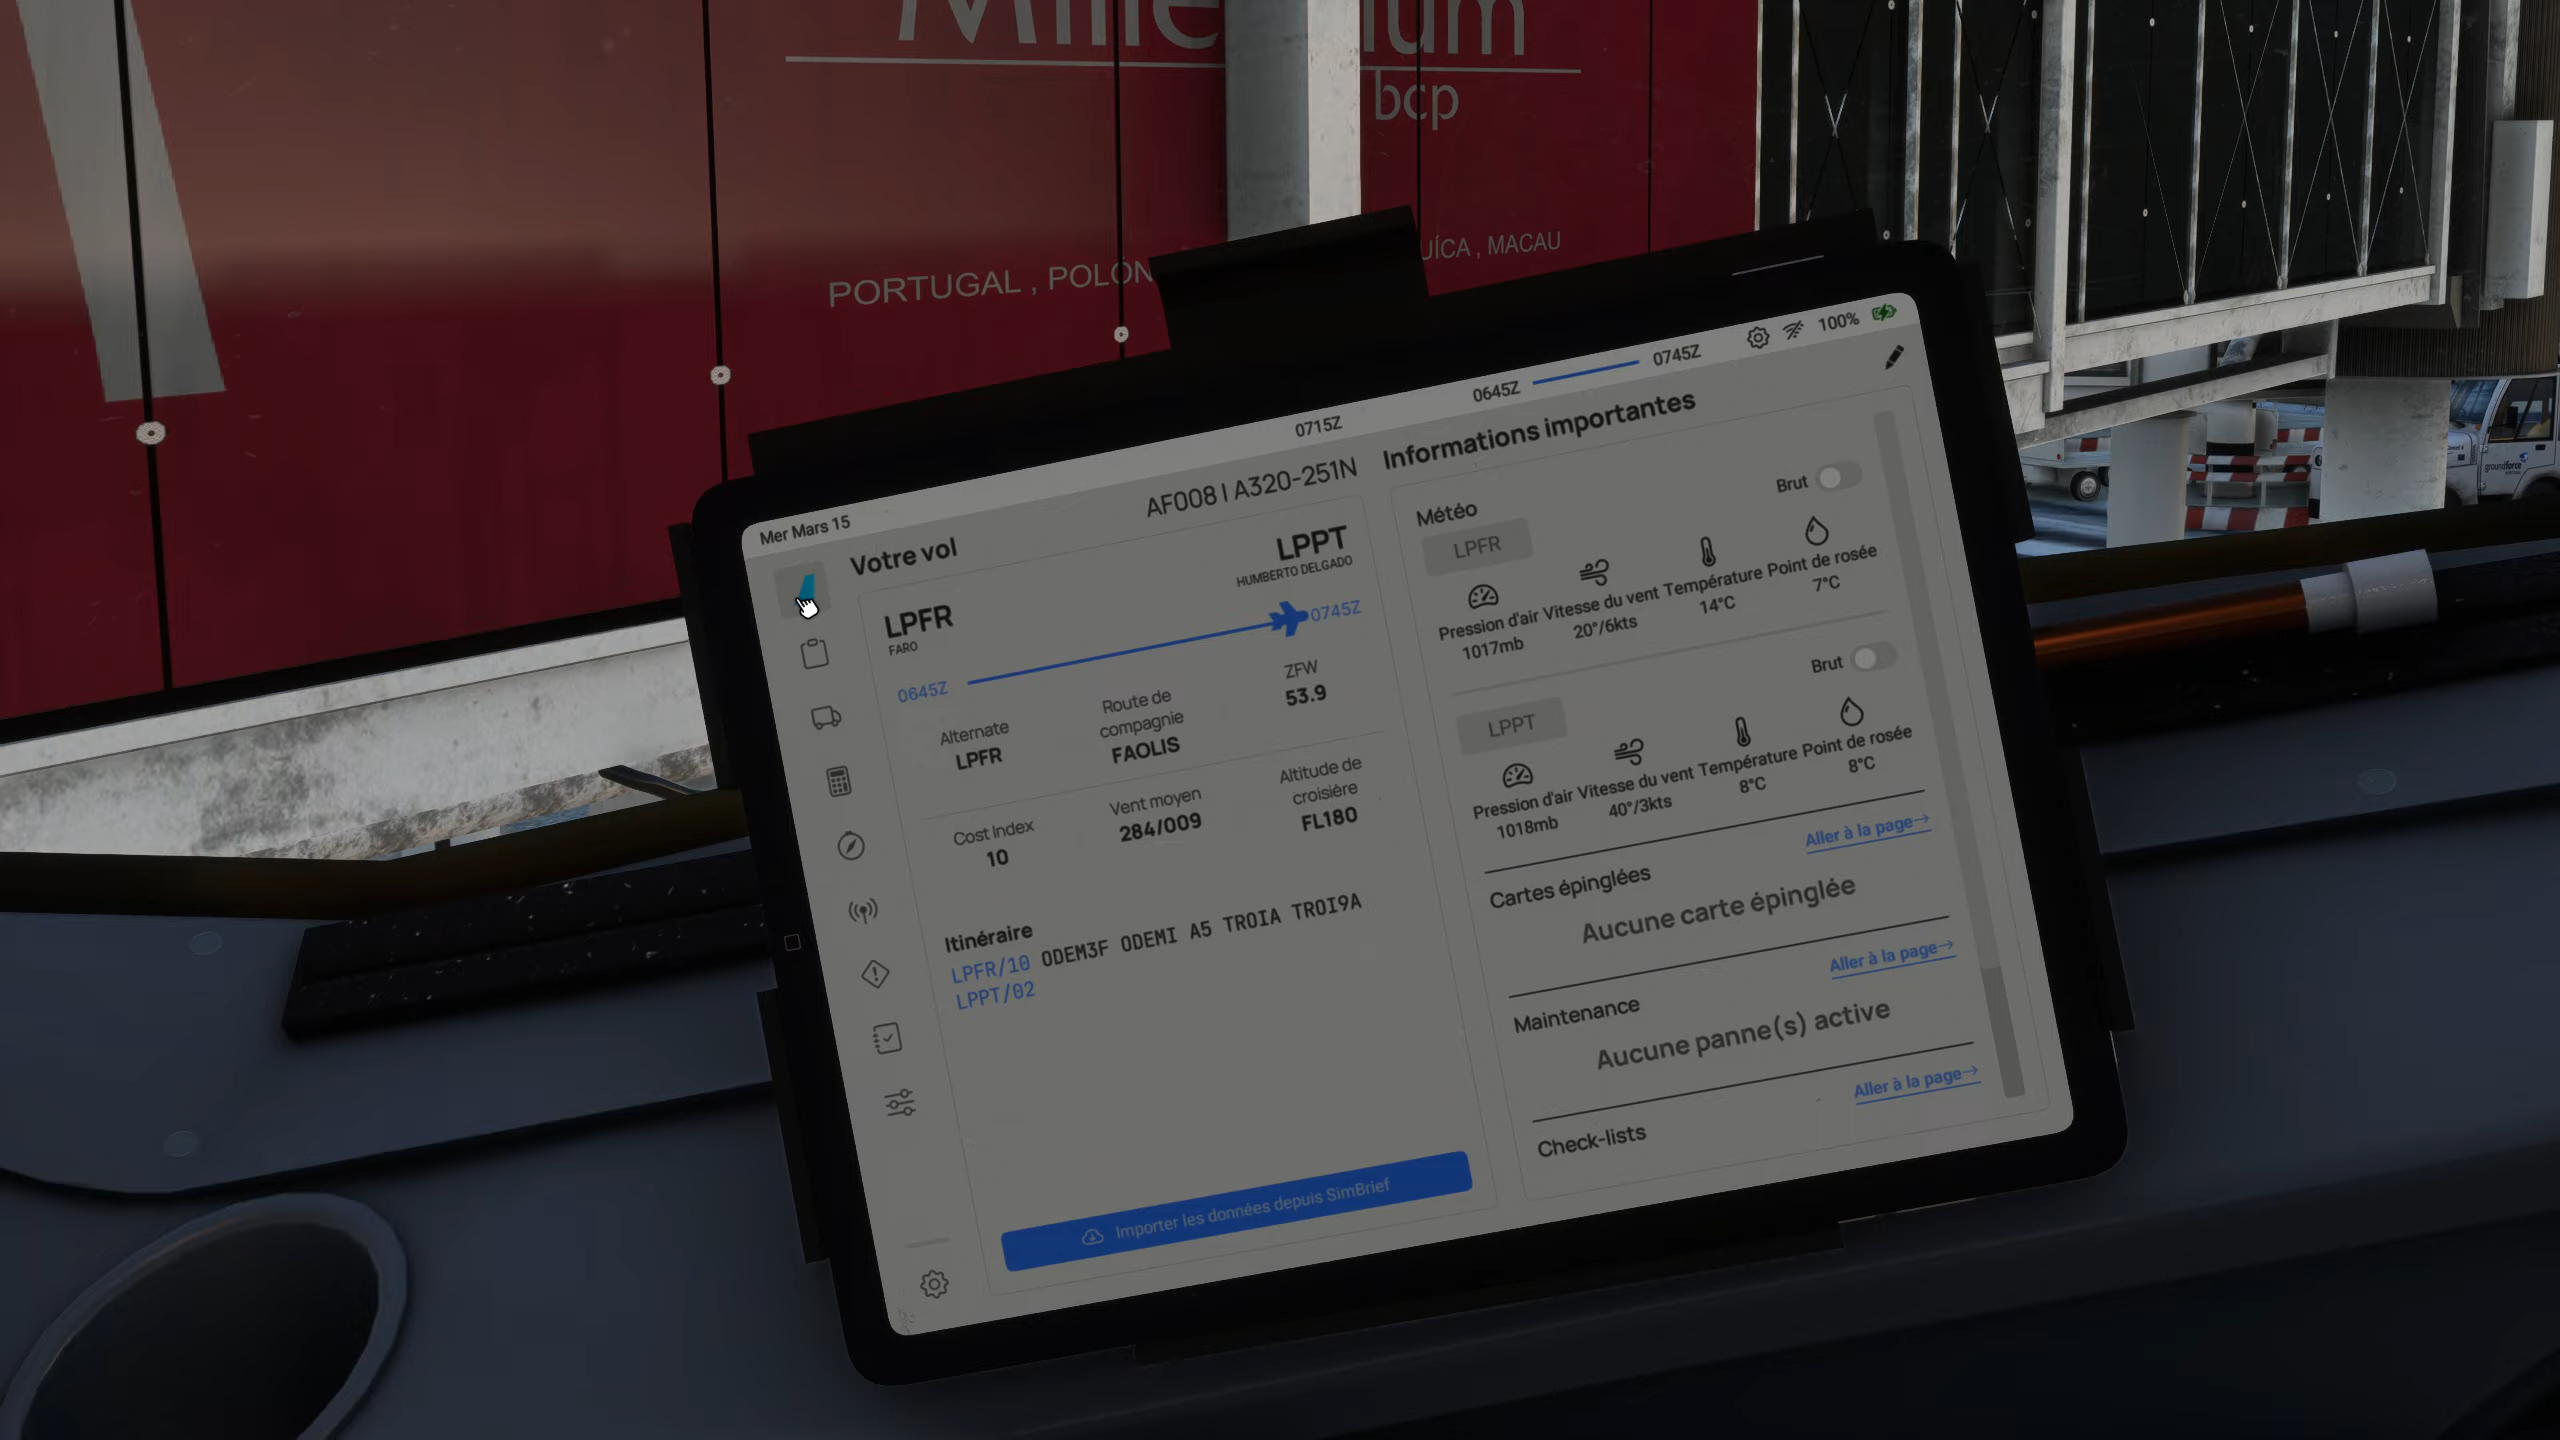 Mille
ium
bcp
PORTUGAL , POLÓN
UÍCA , MACAU
groundforce
Mer Mars 15
0715Z
0645Z
0745Z
100%
Votre vol
AF008 | A320-251N
LPFR
FARO
LPPT
HUMBERTO DELGADO
0645Z
0745Z
Alternate
LPFR
Route de
compagnie
FAOLIS
ZFW
53.9
Cost Index
10
Vent moyen
284/009
Altitude de
croisière
FL180
Itinéraire
LPFR/10 ODEM3F ODEMI A5 TROIA TROI9A
LPPT/02
Importer les données depuis SimBrief
Informations importantes
Météo
Brut
LPFR
Pression d'air
1017mb
Vitesse du vent
20°/6kts
Température
14°C
Point de rosée
7°C
Brut
LPPT
Pression d'air
1018mb
Vitesse du vent
40°/3kts
Température
8°C
Point de rosée
8°C
Aller à la page→
Cartes épinglées
Aucune carte épinglée
Aller à la page→
Maintenance
Aucune panne(s) active
Aller à la page→
Check-lists